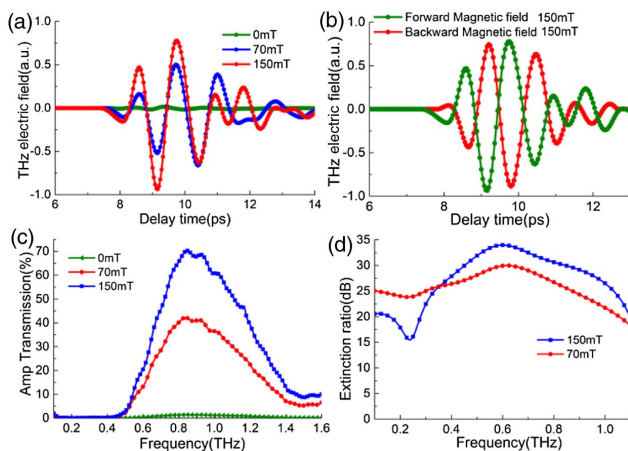 (a)
0mT
70mT
150mT
THz electric field(a.u.)
1.0
0.5
0.0
-0.5
-1.0
6 8 10 12 14
Delay time(ps)
(b)
Forward Magnetic field 150mT
Backward Magnetic field 150mT
THz electric field(a.u.)
1.0
0.5
0.0
-0.5
-1.0
6 8 10 12
Delay time(ps)
(c)
0mT
70mT
150mT
Amp Transmission(%)
70
60
50
40
30
20
10
0
0.2 0.4 0.6 0.8 1.0 1.2 1.4 1.6
Frequency(THz)
(d)
150mT
70mT
Extinction ratio(dB)
35
30
25
20
15
10
5
0
0.2 0.4 0.6 0.8 1.0
Frequency(THz)